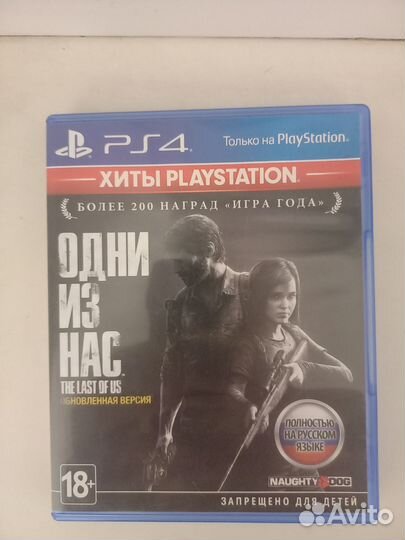 PS4
Только на PlayStation®
ХИТЫ PLAYSTATION®
БОЛЕЕ 200 НАГРАД «ИГРА ГОДА»
ОДНИ
ИЗ
НАС
THE LAST OF US
ОБНОВЛЕННАЯ ВЕРСИЯ
ПОЛНОСТЬЮ
НА РУССКОМ
ЯЗЫКЕ
18+
NAUGHTY DOG
ЗАПРЕЩЕНО ДЛЯ ДЕТЕЙ
Avito